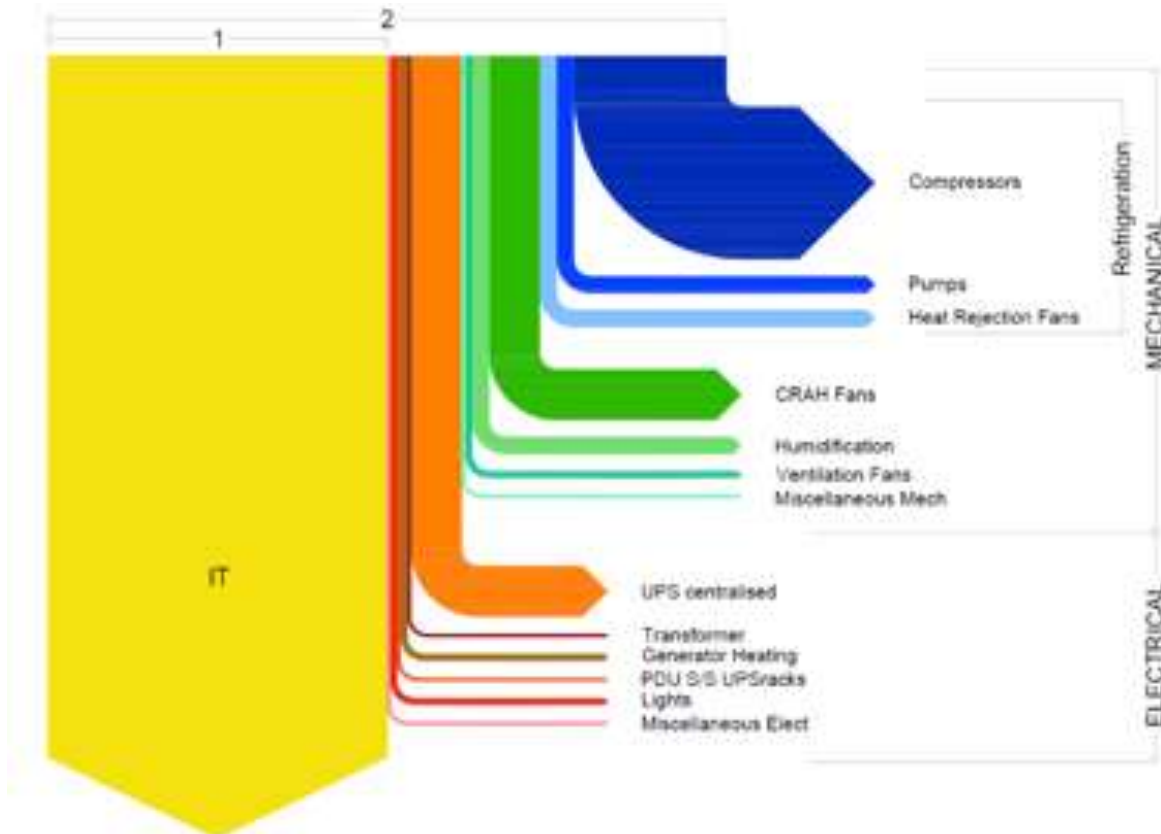 2
1
Compressors
Refrigeration
MECHANICAL
Pumps
Heat Rejection Fans
CRAH Fans
Humidification
Ventilation Fans
Miscellaneous Mech
IT
UPS centralised
ELECTRICAL
Transformer
Generator Heating
PDU S/S UPSracks
Lights
Miscellaneous Elect